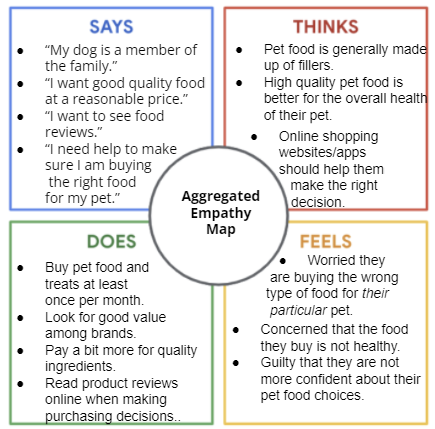 SAYS
● “My dog is a member of
the family.”
● “I want good quality food
at a reasonable price.”
● “I want to see food
reviews.”
● “I need help to make
sure I am buying
the right food
for my pet.”
THINKS
● Pet food is generally made
up of fillers.
● High quality pet food is
better for the overall health
of their pet.
● Online shopping
websites/apps
should help them
make the right
decision.
Aggregated
Empathy
Map
DOES
● Buy pet food and
treats at least
once per month.
● Look for good value
among brands.
● Pay a bit more for quality
ingredients.
● Read product reviews
online when making
purchasing decisions..
FEELS
● Worried they
are buying the wrong
type of food for their
particular pet.
● Concerned that the food
they buy is not healthy.
● Guilty that they are not
more confident about their
pet food choices.